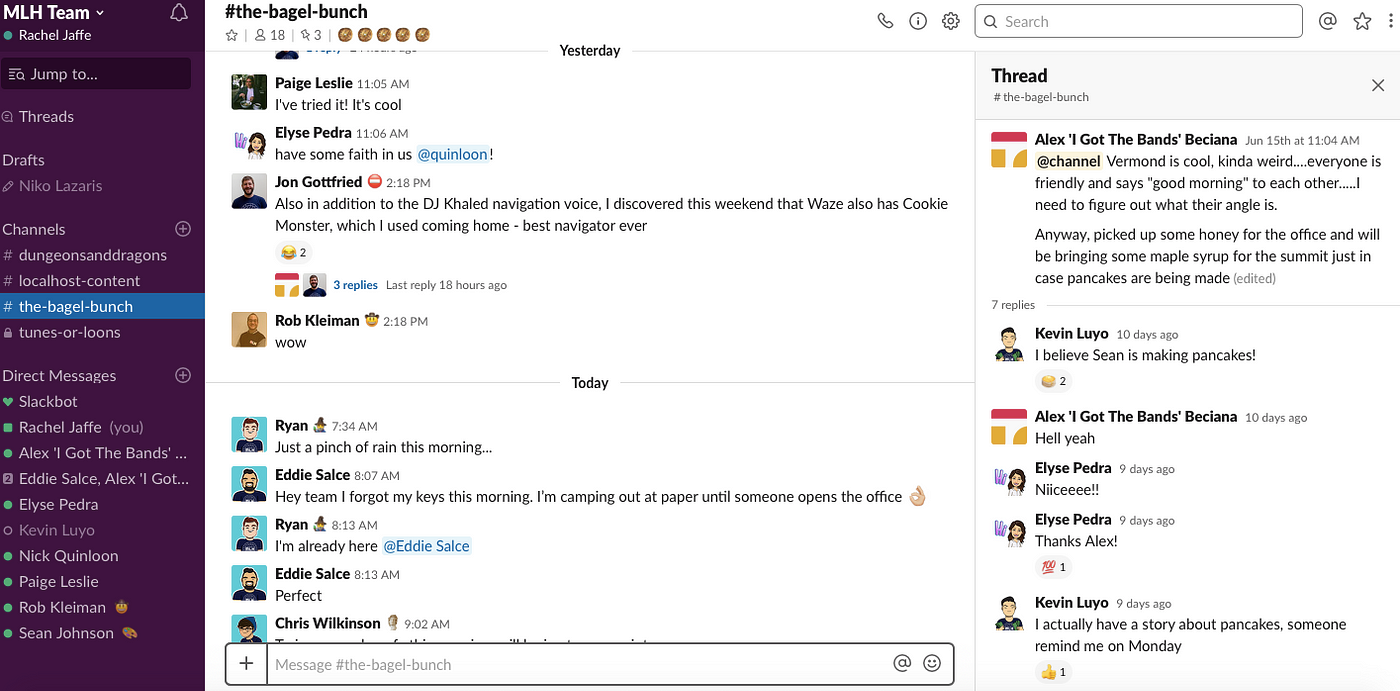 MLH Team
Rachel Jaffe
Jump to...
Threads
Drafts
Niko Lazaris
Channels
# dungeonsanddragons
# localhost-content
# the-bagel-bunch
tunes-or-loons
Direct Messages
Slackbot
Rachel Jaffe (you)
Alex 'I Got The Bands' ...
2 Eddie Salce, Alex 'I Got...
Elyse Pedra
Kevin Luyo
Nick Quinloon
Paige Leslie
Rob Kleiman
Sean Johnson
#the-bagel-bunch
18 | 3 |
Search
Yesterday
Paige Leslie 11:05 AM
I've tried it! It's cool
Elyse Pedra 11:06 AM
have some faith in us @quinloon!
Jon Gottfried 2:18 PM
Also in addition to the DJ Khaled navigation voice, I discovered this weekend that Waze also has Cookie
Monster, which I used coming home - best navigator ever
😂 2
3 replies Last reply 18 hours ago
Rob Kleiman 2:18 PM
wow
Today
Ryan 7:34 AM
Just a pinch of rain this morning...
Eddie Salce 8:07 AM
Hey team I forgot my keys this morning. I'm camping out at paper until someone opens the office 👌
Ryan 8:13 AM
I'm already here @Eddie Salce
Eddie Salce 8:13 AM
Perfect
Chris Wilkinson 9:02 AM
Message #the-bagel-bunch
Thread
# the-bagel-bunch
Alex 'I Got The Bands' Beciana Jun 15th at 11:04 AM
@channel Vermond is cool, kinda weird....everyone is
friendly and says "good morning" to each other.....I
need to figure out what their angle is.
Anyway, picked up some honey for the office and will
be bringing some maple syrup for the summit just in
case pancakes are being made (edited)
7 replies
Kevin Luyo 10 days ago
I believe Sean is making pancakes!
🥞 2
Alex 'I Got The Bands' Beciana 10 days ago
Hell yeah
Elyse Pedra 9 days ago
Niiceeee!!
Elyse Pedra 9 days ago
Thanks Alex!
💯 1
Kevin Luyo 9 days ago
I actually have a story about pancakes, someone
remind me on Monday
👍 1